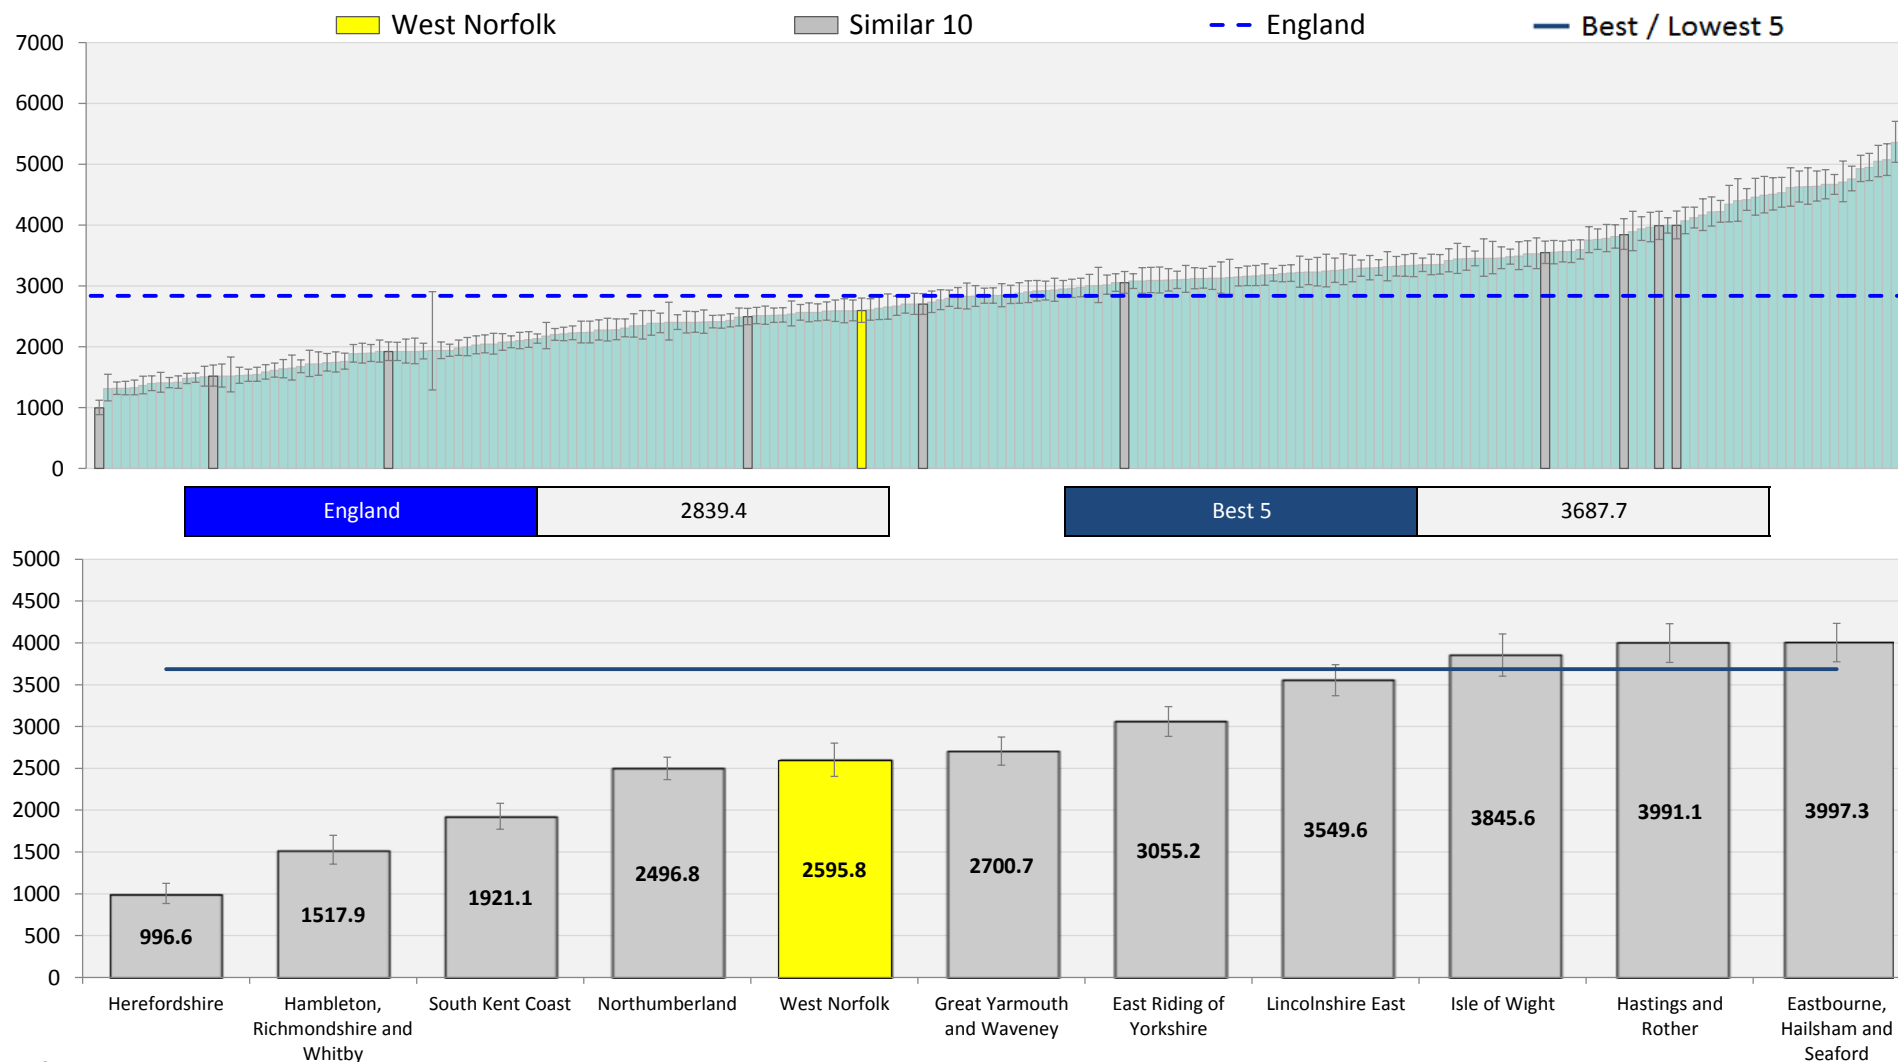 West Norfolk
Similar 10
England
Best / Lowest 5
7000
6000
5000
4000
3000
2000
1000
0
England
2839.4
Best 5
3687.7
5000
4500
4000
3500
3000
2500
2000
1500
1000
500
0
996.6
1517.9
1921.1
2496.8
2595.8
2700.7
3055.2
3549.6
3845.6
3991.1
3997.3
Herefordshire
Hambleton,
Richmondshire and
Whitby
South Kent Coast
Northumberland
West Norfolk
Great Yarmouth
and Waveney
East Riding of
Yorkshire
Lincolnshire East
Isle of Wight
Hastings and
Rother
Eastbourne,
Hailsham and
Seaford